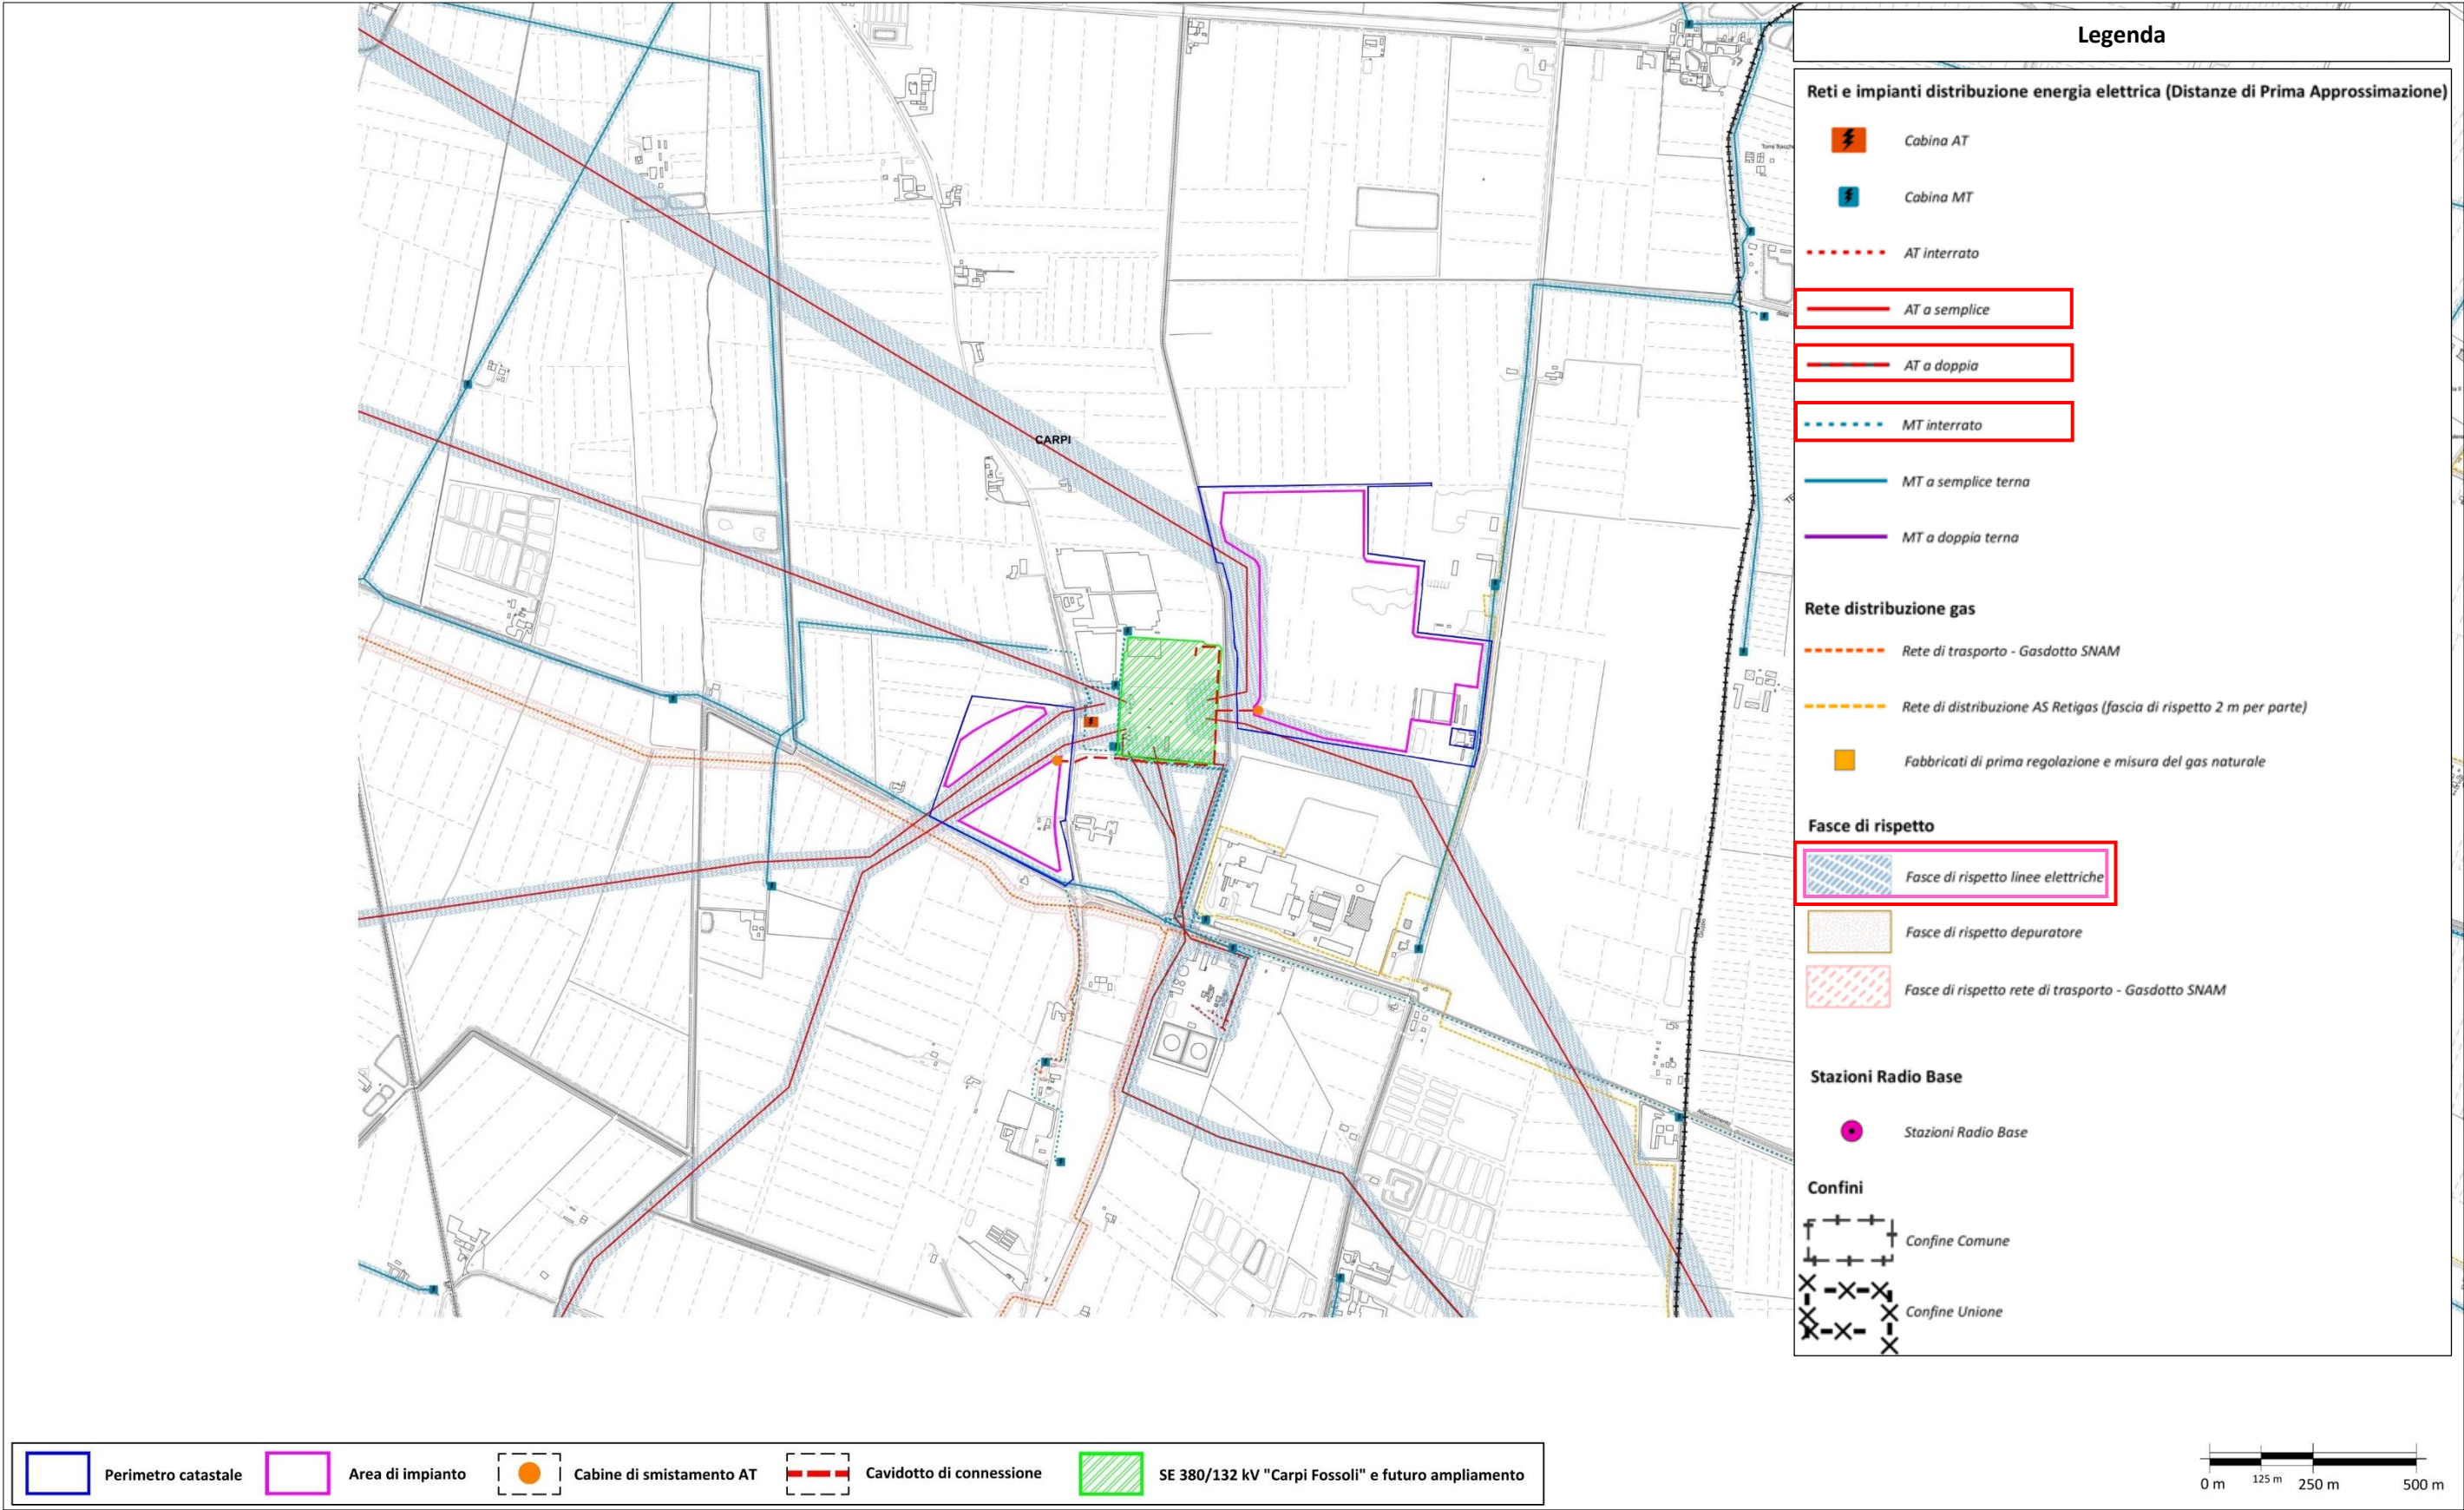 CARPI
Torre Bacche
Legenda
Reti e impianti distribuzione energia elettrica (Distanze di Prima Approssimazione)
Cabina AT
Cabina MT
AT interrato
AT a semplice
AT a doppia
MT interrato
MT a semplice terna
MT a doppia terna
Rete distribuzione gas
Rete di trasporto - Gasdotto SNAM
Rete di distribuzione AS Retigas (fascia di rispetto 2 m per parte)
Fabbricati di prima regolazione e misura del gas naturale
Fasce di rispetto
Fasce di rispetto linee elettriche
Fasce di rispetto depuratore
Fasce di rispetto rete di trasporto - Gasdotto SNAM
Stazioni Radio Base
Stazioni Radio Base
Confini
Confine Comune
Confine Unione
Perimetro catastale
Area di impianto
Cabine di smistamento AT
Cavidotto di connessione
SE 380/132 kV "Carpi Fossoli" e futuro ampliamento
0 m
125 m
250 m
500 m